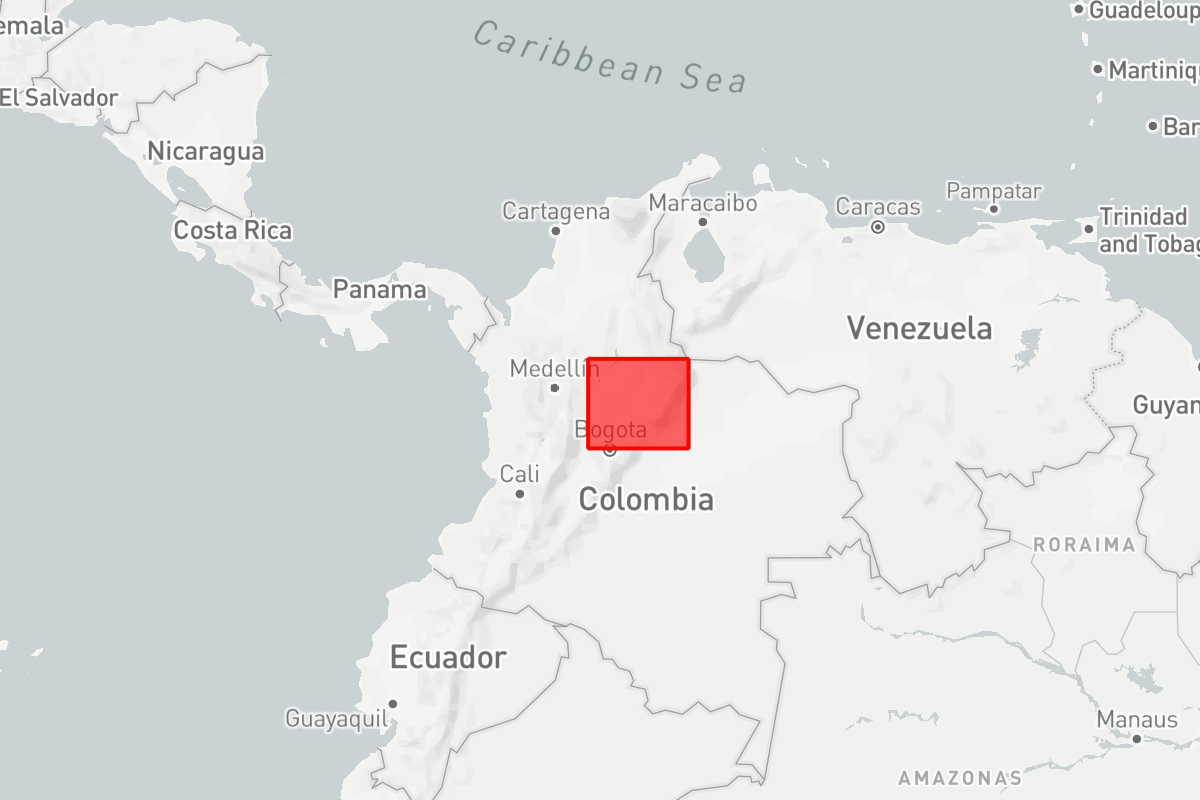 Guadeloup
emala
Caribbean Sea
Martiniq
El Salvador
Bar
Nicaragua
Pampatar
Maracaibo
Caracas
Cartagena
Trinidad
and Tobag
Costa Rica
Panama
Venezuela
Medellín
Guyan
Bogota
Cali
Colombia
RORAIMA
Ecuador
Guayaquil
Manaus
AMAZONAS